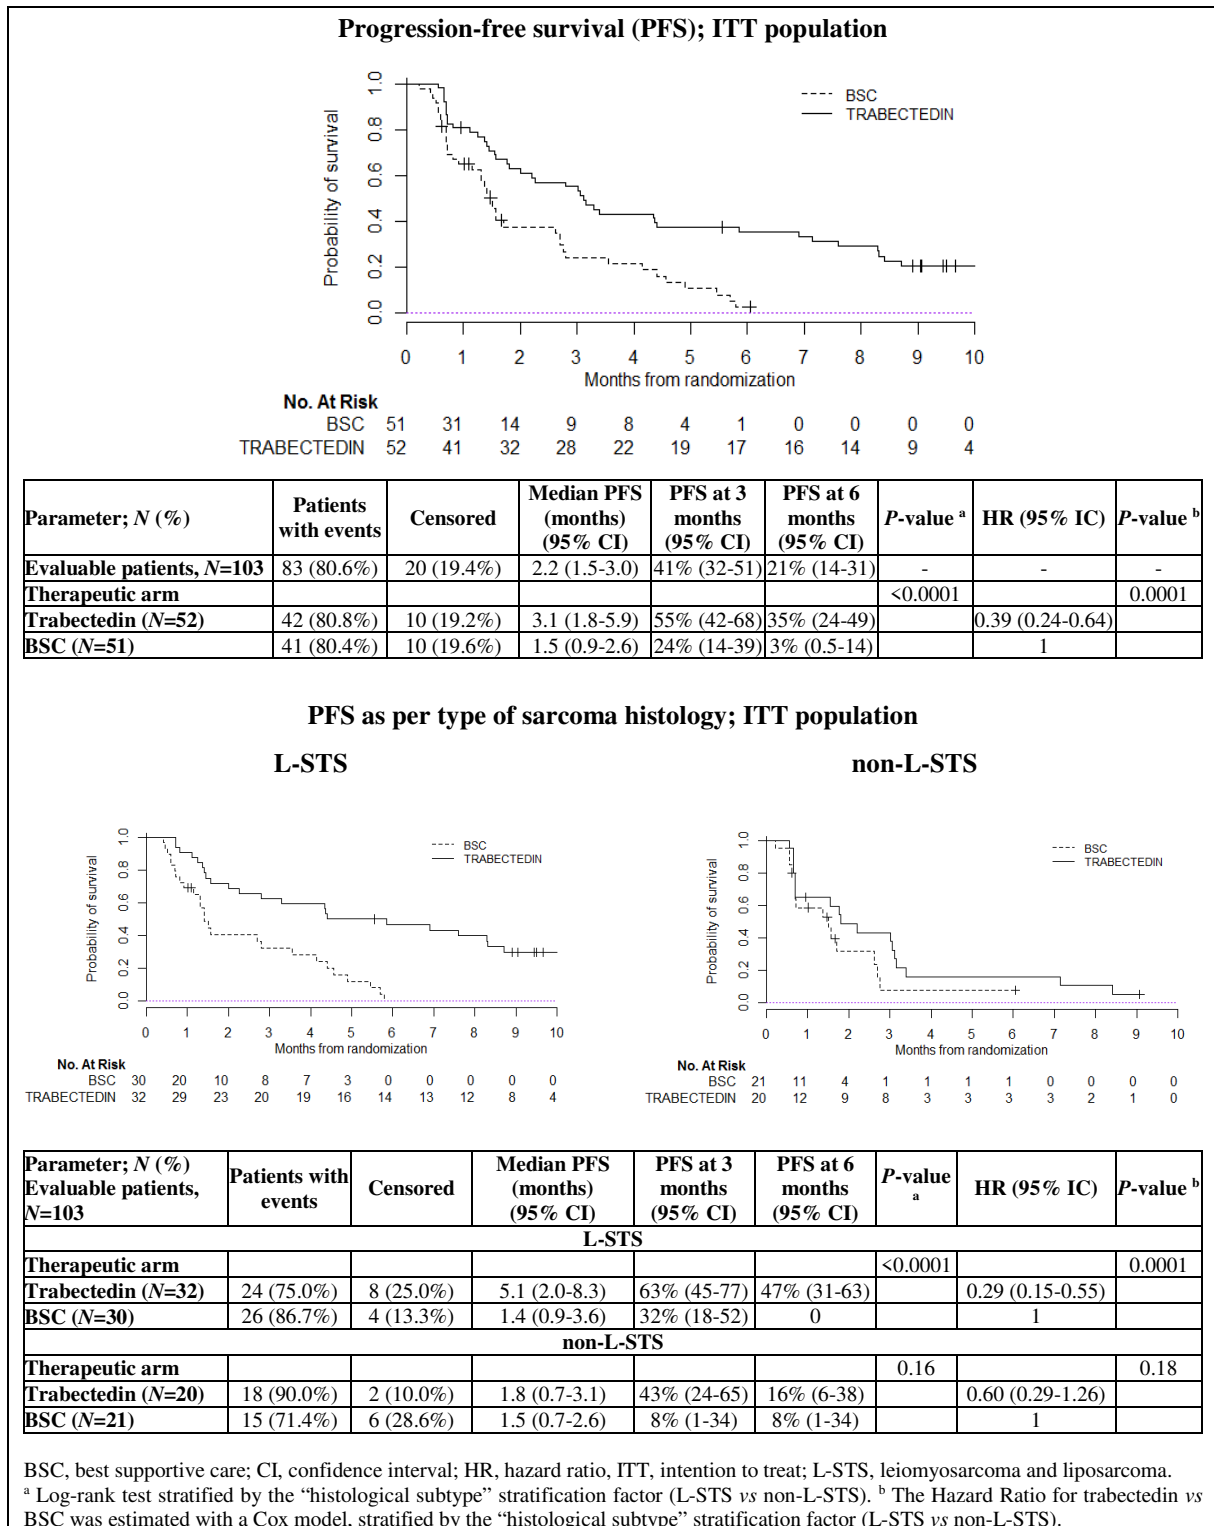 Progression-free survival (PFS); ITT population
BSC
TRABECTEDIN
Probability of survival
0.0 0.2 0.4 0.6 0.8 1.0
0 1 2 3 4 5 6 7 8 9 10
Months from randomization
No. At Risk
BSC 51 31 14 9 8 4 1 0 0 0 0
TRABECTEDIN 52 41 32 28 22 19 17 16 14 9 4
Parameter; N (%) Patients with events Censored Median PFS (months) (95% CI) PFS at 3 months (95% CI) PFS at 6 months (95% CI) P-value a HR (95% IC) P-value b
Evaluable patients, N=103 83 (80.6%) 20 (19.4%) 2.2 (1.5-3.0) 41% (32-51) 21% (14-31) - - -
Therapeutic arm <0.0001 0.0001
Trabectedin (N=52) 42 (80.8%) 10 (19.2%) 3.1 (1.8-5.9) 55% (42-68) 35% (24-49) 0.39 (0.24-0.64)
BSC (N=51) 41 (80.4%) 10 (19.6%) 1.5 (0.9-2.6) 24% (14-39) 3% (0.5-14) 1
PFS as per type of sarcoma histology; ITT population
L-STS
BSC
TRABECTEDIN
Probability of survival
0.0 0.2 0.4 0.6 0.8 1.0
0 1 2 3 4 5 6 7 8 9 10
Months from randomization
No. At Risk
BSC 30 20 10 8 7 3 0 0 0 0 0
TRABECTEDIN 32 29 23 20 19 16 14 13 12 8 4
non-L-STS
BSC
TRABECTEDIN
Probability of survival
0.0 0.2 0.4 0.6 0.8 1.0
0 1 2 3 4 5 6 7 8 9 10
Months from randomization
No. At Risk
BSC 21 11 4 1 1 1 1 0 0 0 0
TRABECTEDIN 20 12 9 8 3 3 3 3 2 1 0
Parameter; N (%) Evaluable patients, N=103 Patients with events Censored Median PFS (months) (95% CI) PFS at 3 months (95% CI) PFS at 6 months (95% CI) P-value a HR (95% IC) P-value b
L-STS
Therapeutic arm <0.0001 0.0001
Trabectedin (N=32) 24 (75.0%) 8 (25.0%) 5.1 (2.0-8.3) 63% (45-77) 47% (31-63) 0.29 (0.15-0.55)
BSC (N=30) 26 (86.7%) 4 (13.3%) 1.4 (0.9-3.6) 32% (18-52) 0 1
non-L-STS
Therapeutic arm 0.16 0.18
Trabectedin (N=20) 18 (90.0%) 2 (10.0%) 1.8 (0.7-3.1) 43% (24-65) 16% (6-38) 0.60 (0.29-1.26)
BSC (N=21) 15 (71.4%) 6 (28.6%) 1.5 (0.7-2.6) 8% (1-34) 8% (1-34) 1
BSC, best supportive care; CI, confidence interval; HR, hazard ratio, ITT, intention to treat; L-STS, leiomyosarcoma and liposarcoma.
a Log-rank test stratified by the “histological subtype” stratification factor (L-STS vs non-L-STS). b The Hazard Ratio for trabectedin vs
BSC was estimated with a Cox model, stratified by the “histological subtype” stratification factor (L-STS vs non-L-STS).